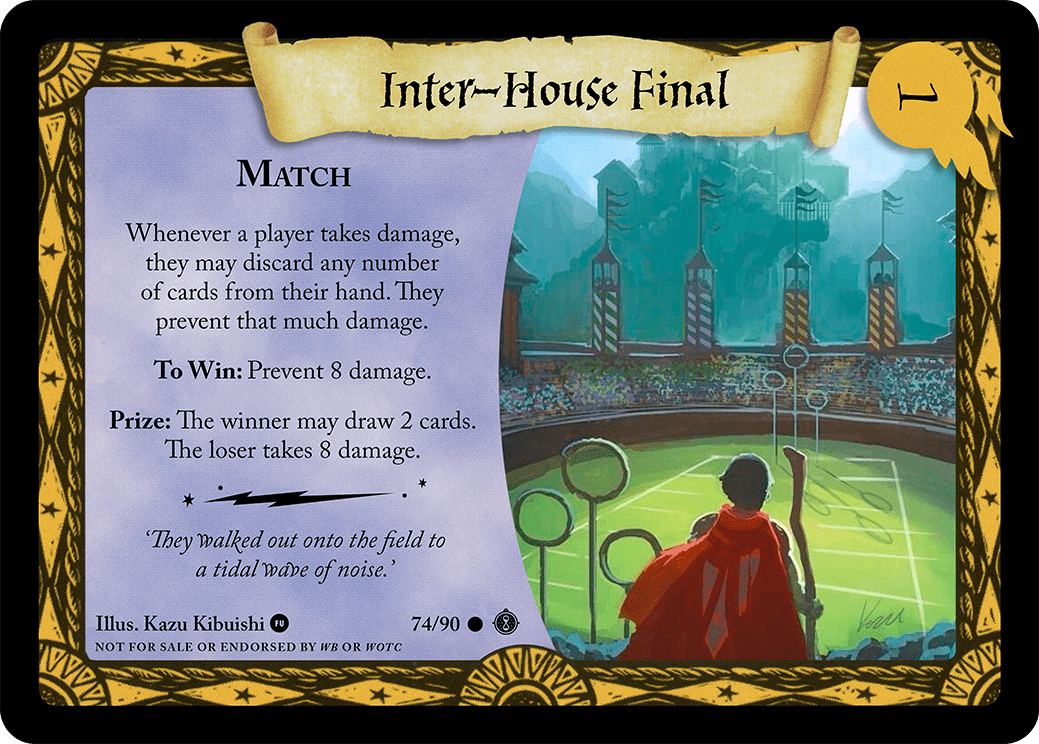 Inter-House Final
1
Match
Whenever a player takes damage,
they may discard any number
of cards from their hand. They
prevent that much damage.
To Win: Prevent 8 damage.
Prize: The winner may draw 2 cards.
The loser takes 8 damage.
‘They walked out onto the field to
a tidal wave of noise.’
Illus. Kazu Kibuishi FU
74/90
NOT FOR SALE OR ENDORSED BY WB OR WOTC
Kazu